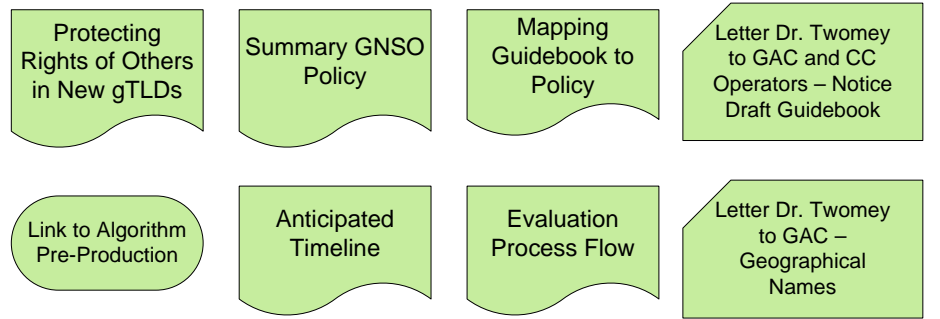 Protecting
Rights of Others
in New gTLDs
Summary GNSO
Policy
Mapping
Guidebook to
Policy
Letter Dr. Twomey
to GAC and CC
Operators – Notice
Draft Guidebook
Link to Algorithm
Pre-Production
Anticipated
Timeline
Evaluation
Process Flow
Letter Dr. Twomey
to GAC –
Geographical
Names